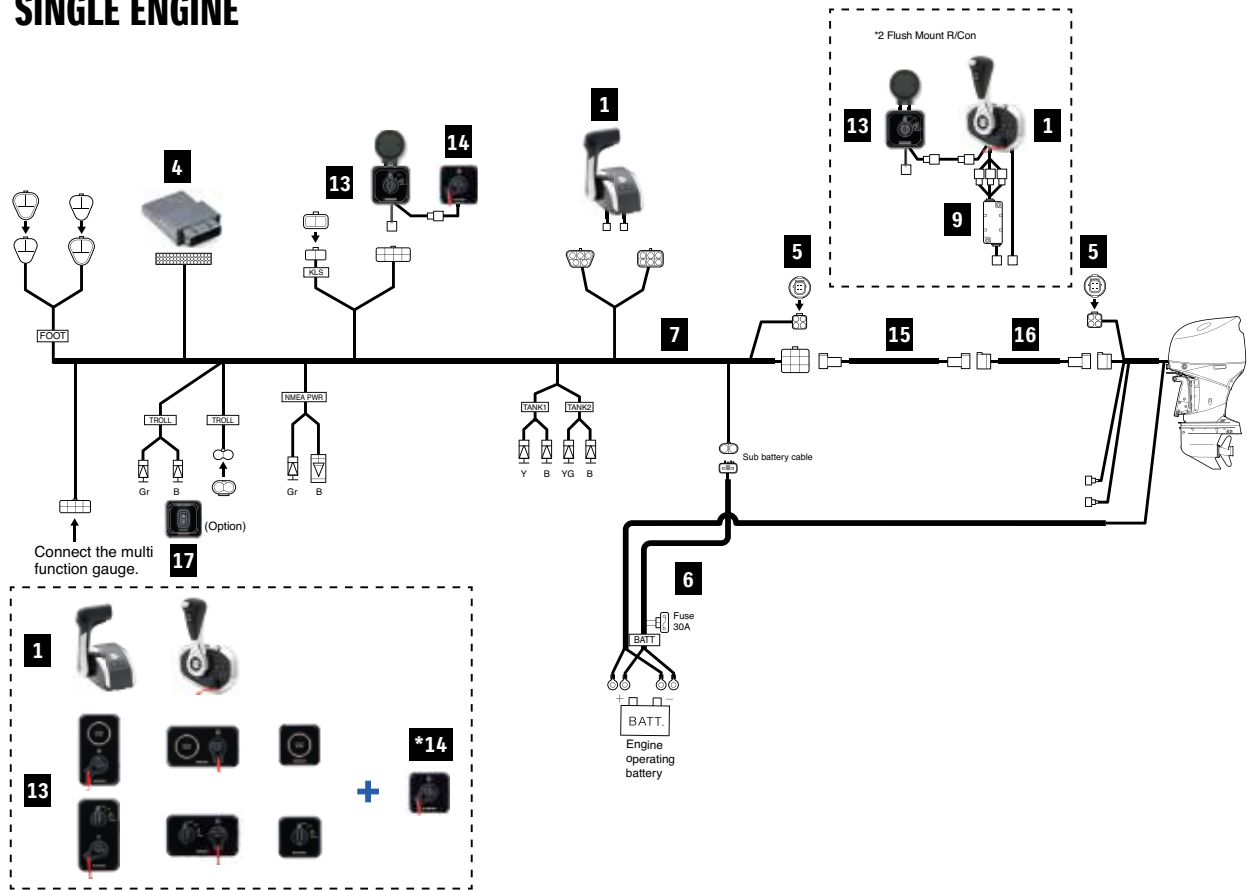 SINGLE ENGINE
*2 Flush Mount R/Con
13
1
9
1
4
13
14
5
5
KLS
FOOT
7
15
16
TROLL
TROLL
NMEA PWR
TANK1
TANK2
Gr
B
Gr
B
Y
B
YG
B
Sub battery cable
(Option)
17
Connect the multi
function gauge.
6
Fuse
30A
BATT
+
−
BATT.
Engine
operating
battery
1
13
+
*14